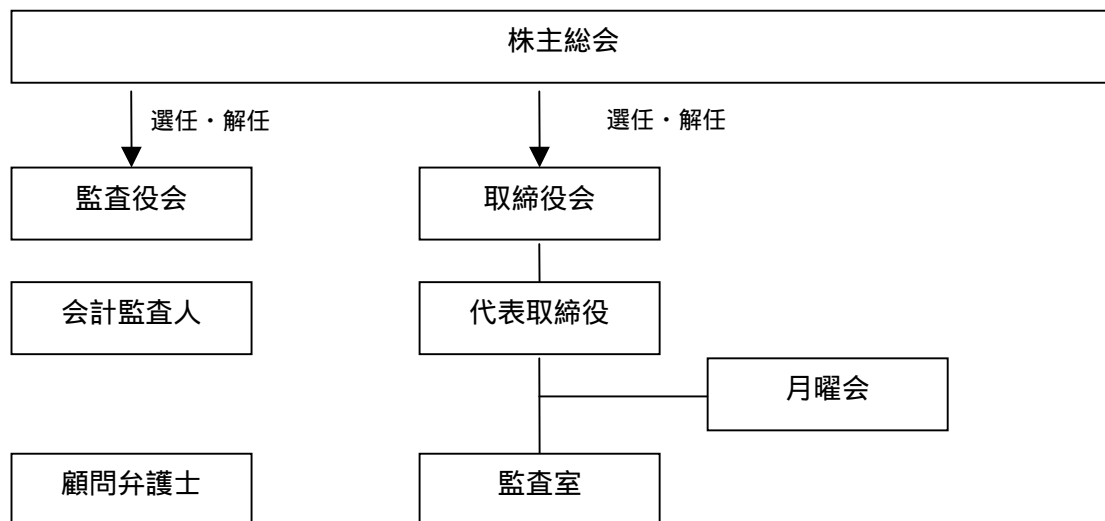 株主総会
選任・解任
選任・解任
監査役会
取締役会
会計監査人
代表取締役
月曜会
顧問弁護士
監査室